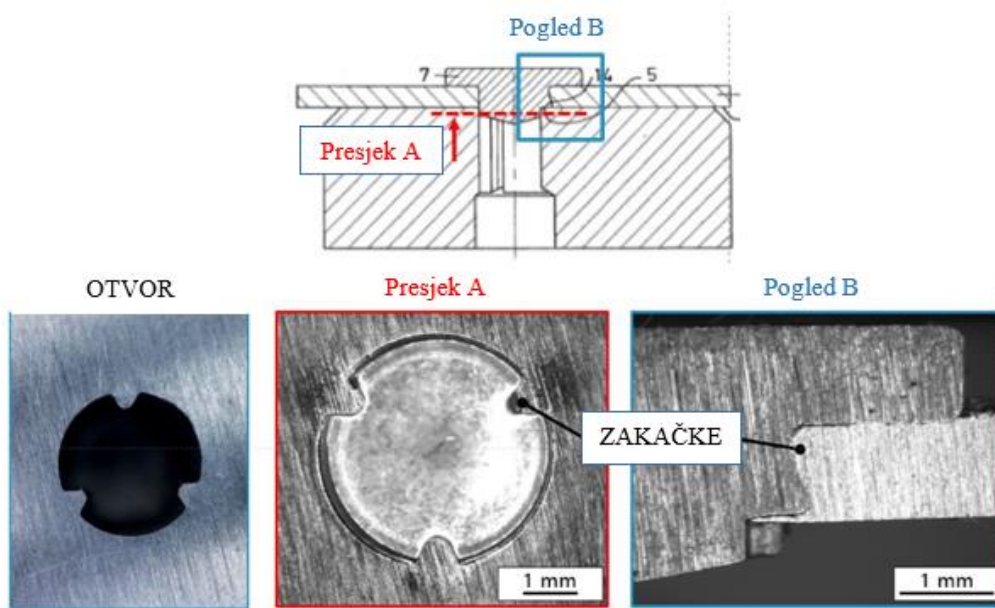 Pogled B
7
14
5
Presjek A
OTVOR
Presjek A
Pogled B
ZAKAČKE
1 mm
1 mm